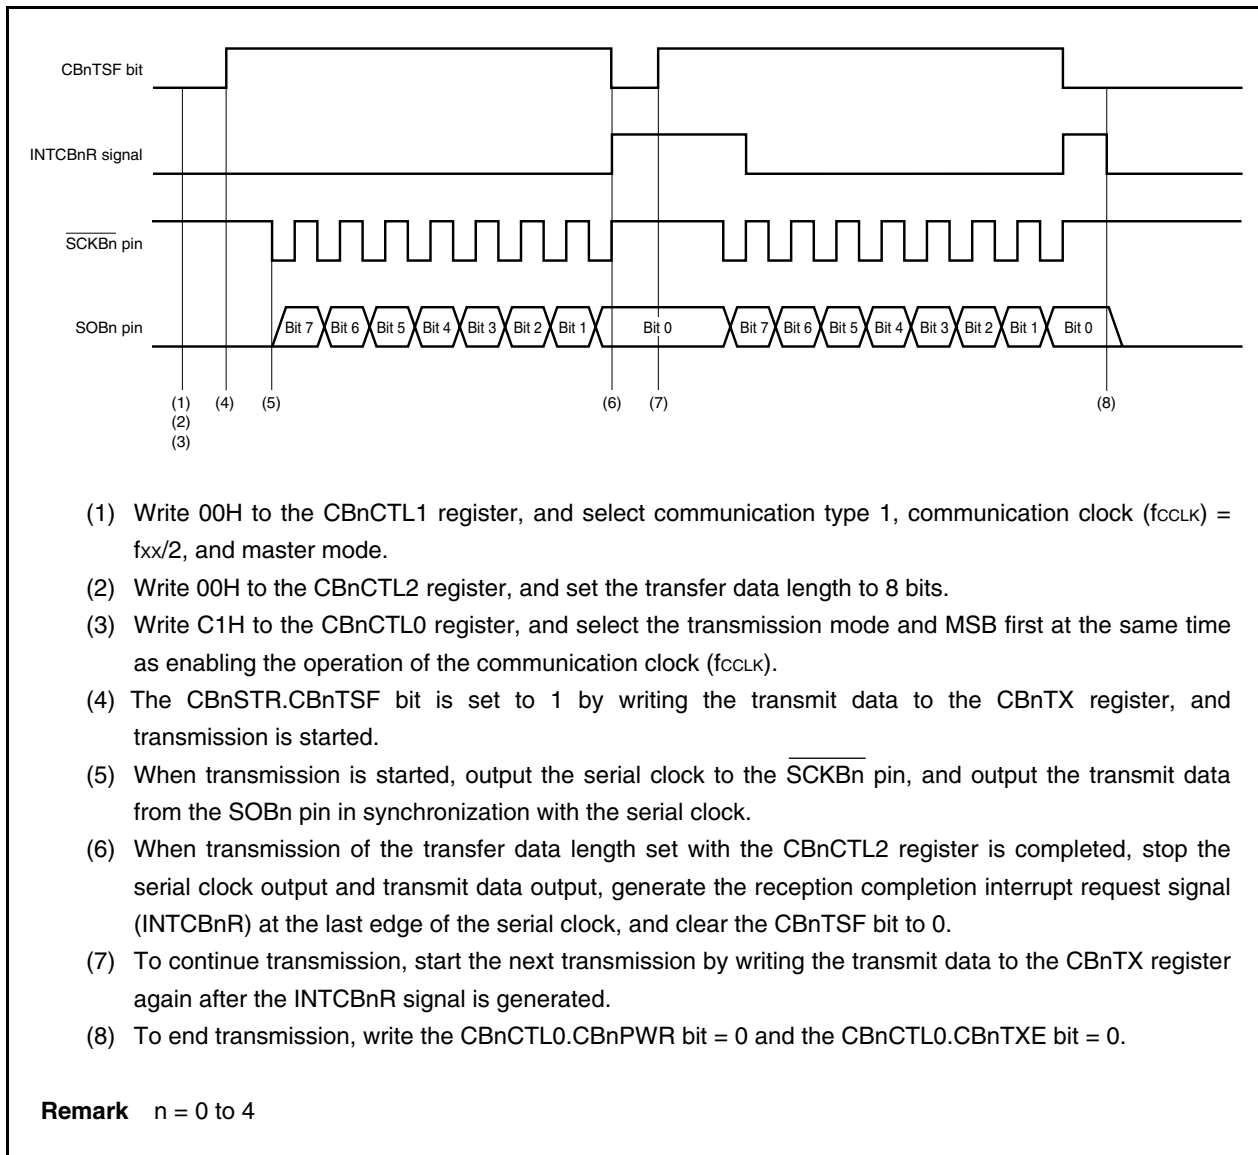 CBnTSF bit
INTCBnR signal
SCKBn pin
SOBn pin
Bit 7 Bit 6 Bit 5 Bit 4 Bit 3 Bit 2 Bit 1 Bit 0 Bit 7 Bit 6 Bit 5 Bit 4 Bit 3 Bit 2 Bit 1 Bit 0
(1) (4) (5) (6) (7) (8)
(2)
(3)
(1) Write 00H to the CBnCTL1 register, and select communication type 1, communication clock (fCCLK) =
fxx/2, and master mode.
(2) Write 00H to the CBnCTL2 register, and set the transfer data length to 8 bits.
(3) Write C1H to the CBnCTL0 register, and select the transmission mode and MSB first at the same time
as enabling the operation of the communication clock (fCCLK).
(4) The CBnSTR.CBnTSF bit is set to 1 by writing the transmit data to the CBnTX register, and
transmission is started.
(5) When transmission is started, output the serial clock to the SCKBn pin, and output the transmit data
from the SOBn pin in synchronization with the serial clock.
(6) When transmission of the transfer data length set with the CBnCTL2 register is completed, stop the
serial clock output and transmit data output, generate the reception completion interrupt request signal
(INTCBnR) at the last edge of the serial clock, and clear the CBnTSF bit to 0.
(7) To continue transmission, start the next transmission by writing the transmit data to the CBnTX register
again after the INTCBnR signal is generated.
(8) To end transmission, write the CBnCTL0.CBnPWR bit = 0 and the CBnCTL0.CBnTXE bit = 0.
Remark n = 0 to 4